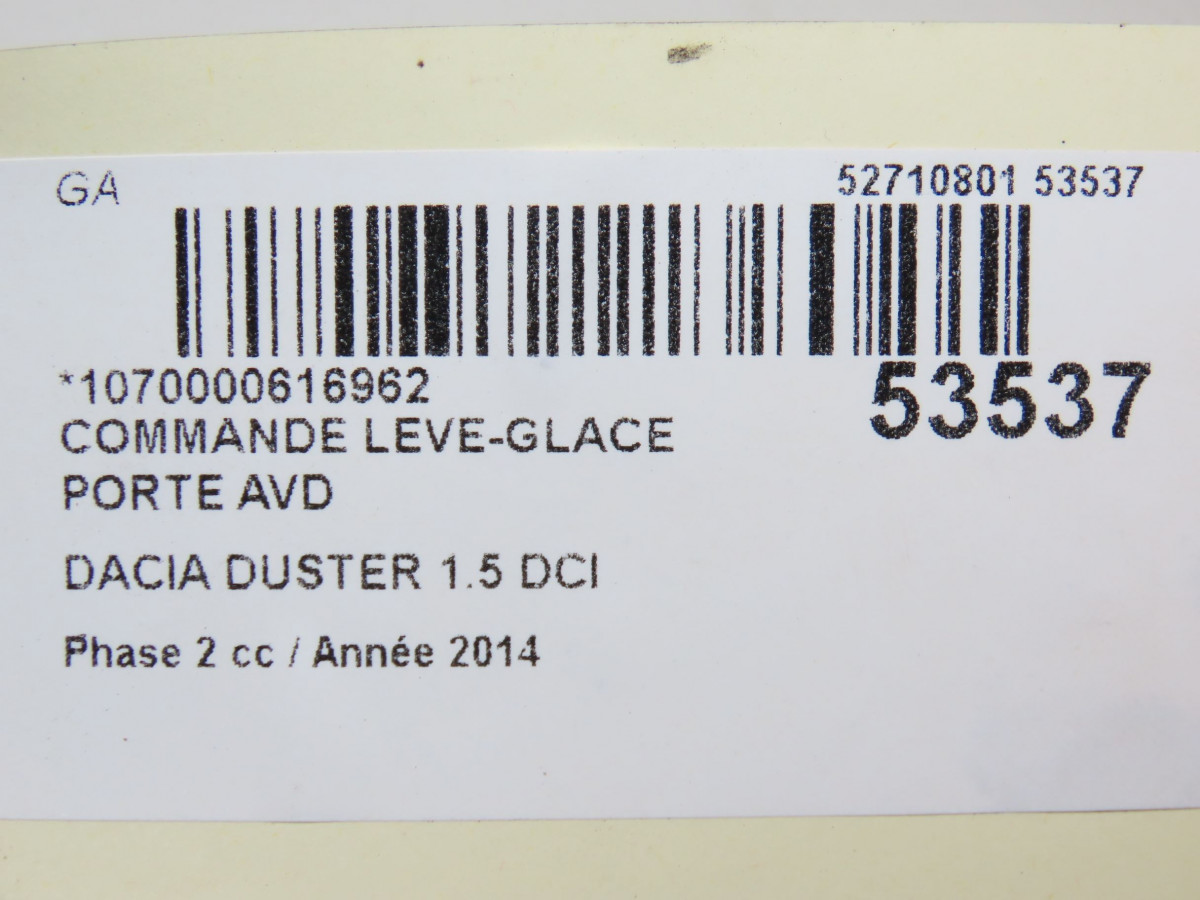 GA
52710801 53537
*1070000616962
53537
COMMANDE LEVE-GLACE
PORTE AVD
DACIA DUSTER 1.5 DCI
Phase 2 cc / Année 2014